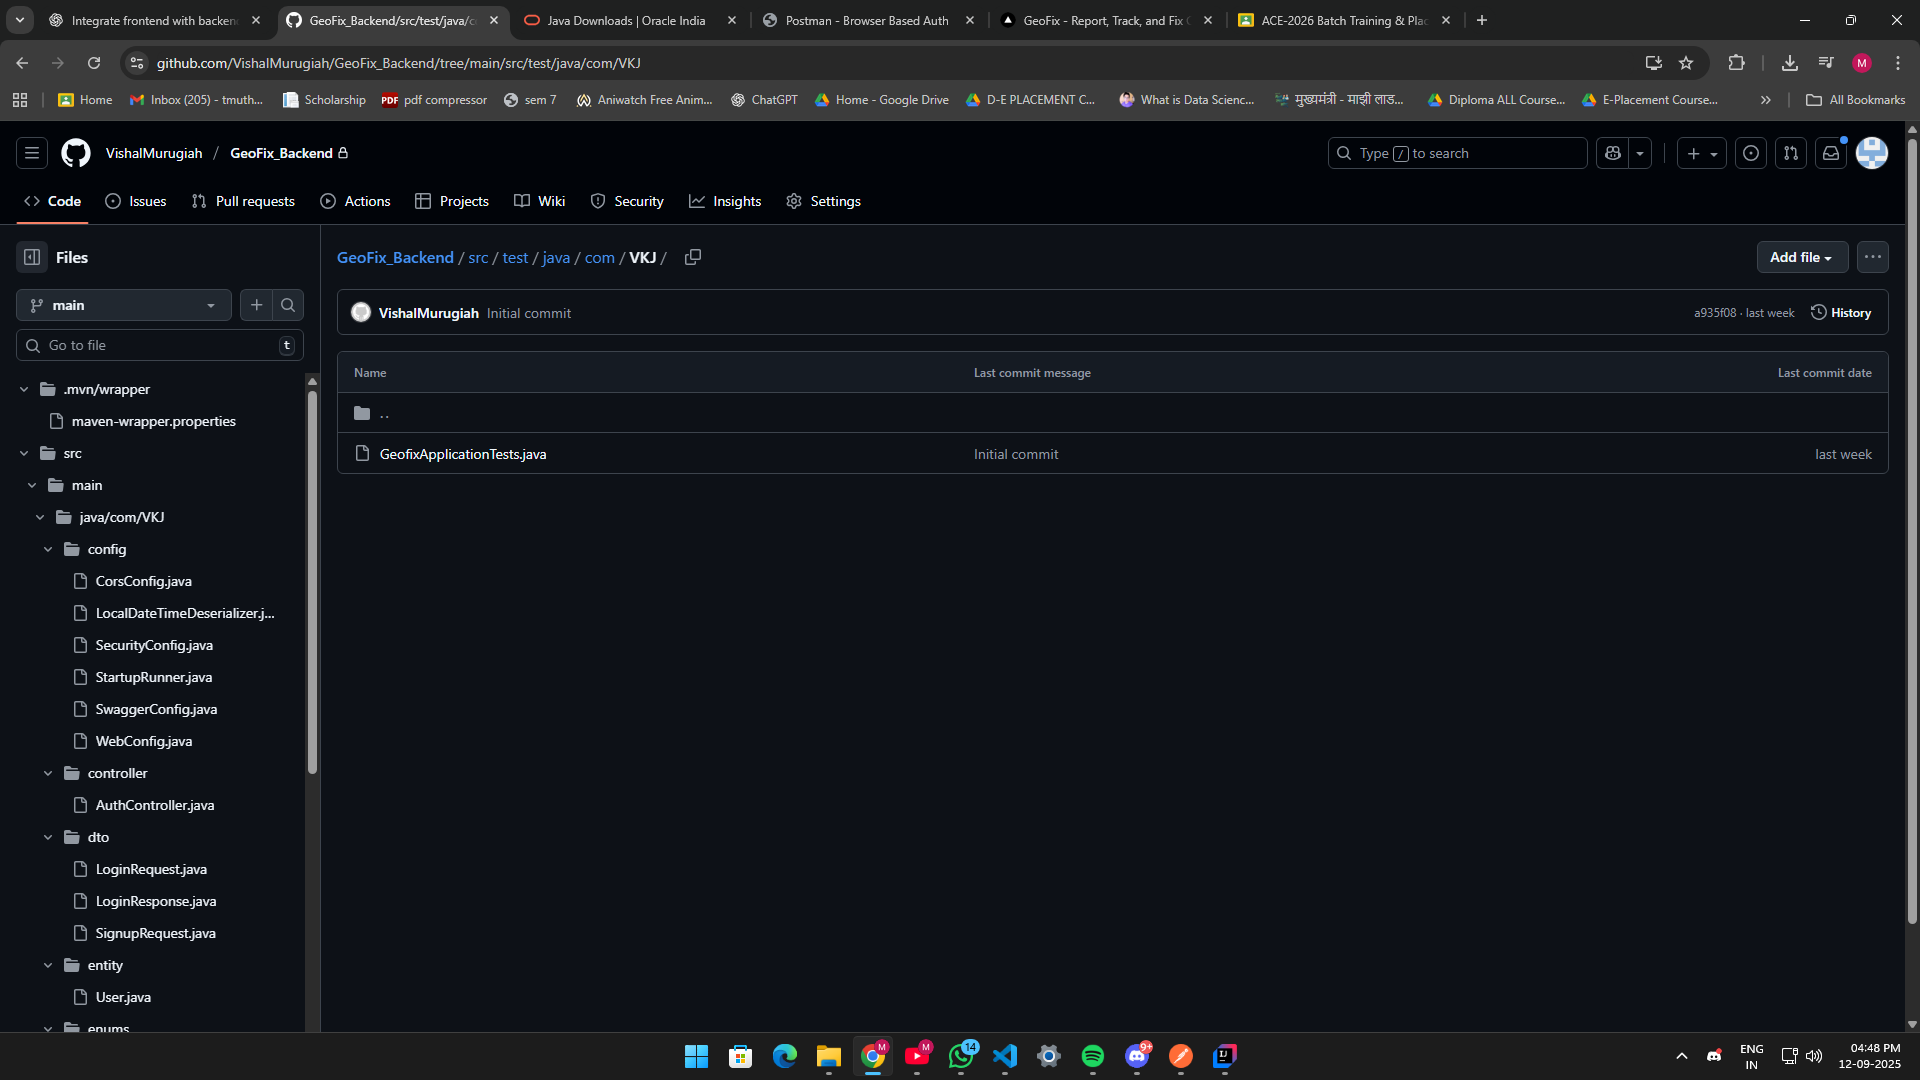 Integrate frontend with backen
GeoFix_Backend/src/test/java/c
Java Downloads | Oracle India
Postman - Browser Based Auth
GeoFix - Report, Track, and Fix
ACE-2026 Batch Training & Pla
github.com/VishalMurugiah/GeoFix_Backend/tree/main/src/test/java/com/VKJ
M
Home
Inbox (205) - tmuth...
Scholarship
PDF pdf compressor
sem 7
Aniwatch Free Anim...
ChatGPT
Home - Google Drive
D-E PLACEMENT C...
What is Data Scienc...
मुख्यमंत्री - माझी लाड...
Diploma ALL Course...
E-Placement Course...
All Bookmarks
VishalMurugiah / GeoFix_Backend
Type / to search
Code
Issues
Pull requests
Actions
Projects
Wiki
Security
Insights
Settings
Files
GeoFix_Backend / src / test / java / com / VKJ /
Add file
main
VishalMurugiah Initial commit
a935f08 · last week
History
Go to file
t
Name
Last commit message
Last commit date
.mvn/wrapper
..
maven-wrapper.properties
GeofixApplicationTests.java
Initial commit
last week
src
main
java/com/VKJ
config
CorsConfig.java
LocalDateTimeDeserializer.j...
SecurityConfig.java
StartupRunner.java
SwaggerConfig.java
WebConfig.java
controller
AuthController.java
dto
LoginRequest.java
LoginResponse.java
SignupRequest.java
entity
User.java
enums
M
M
14
9+
IJ
ENG
IN
04:48 PM
12-09-2025